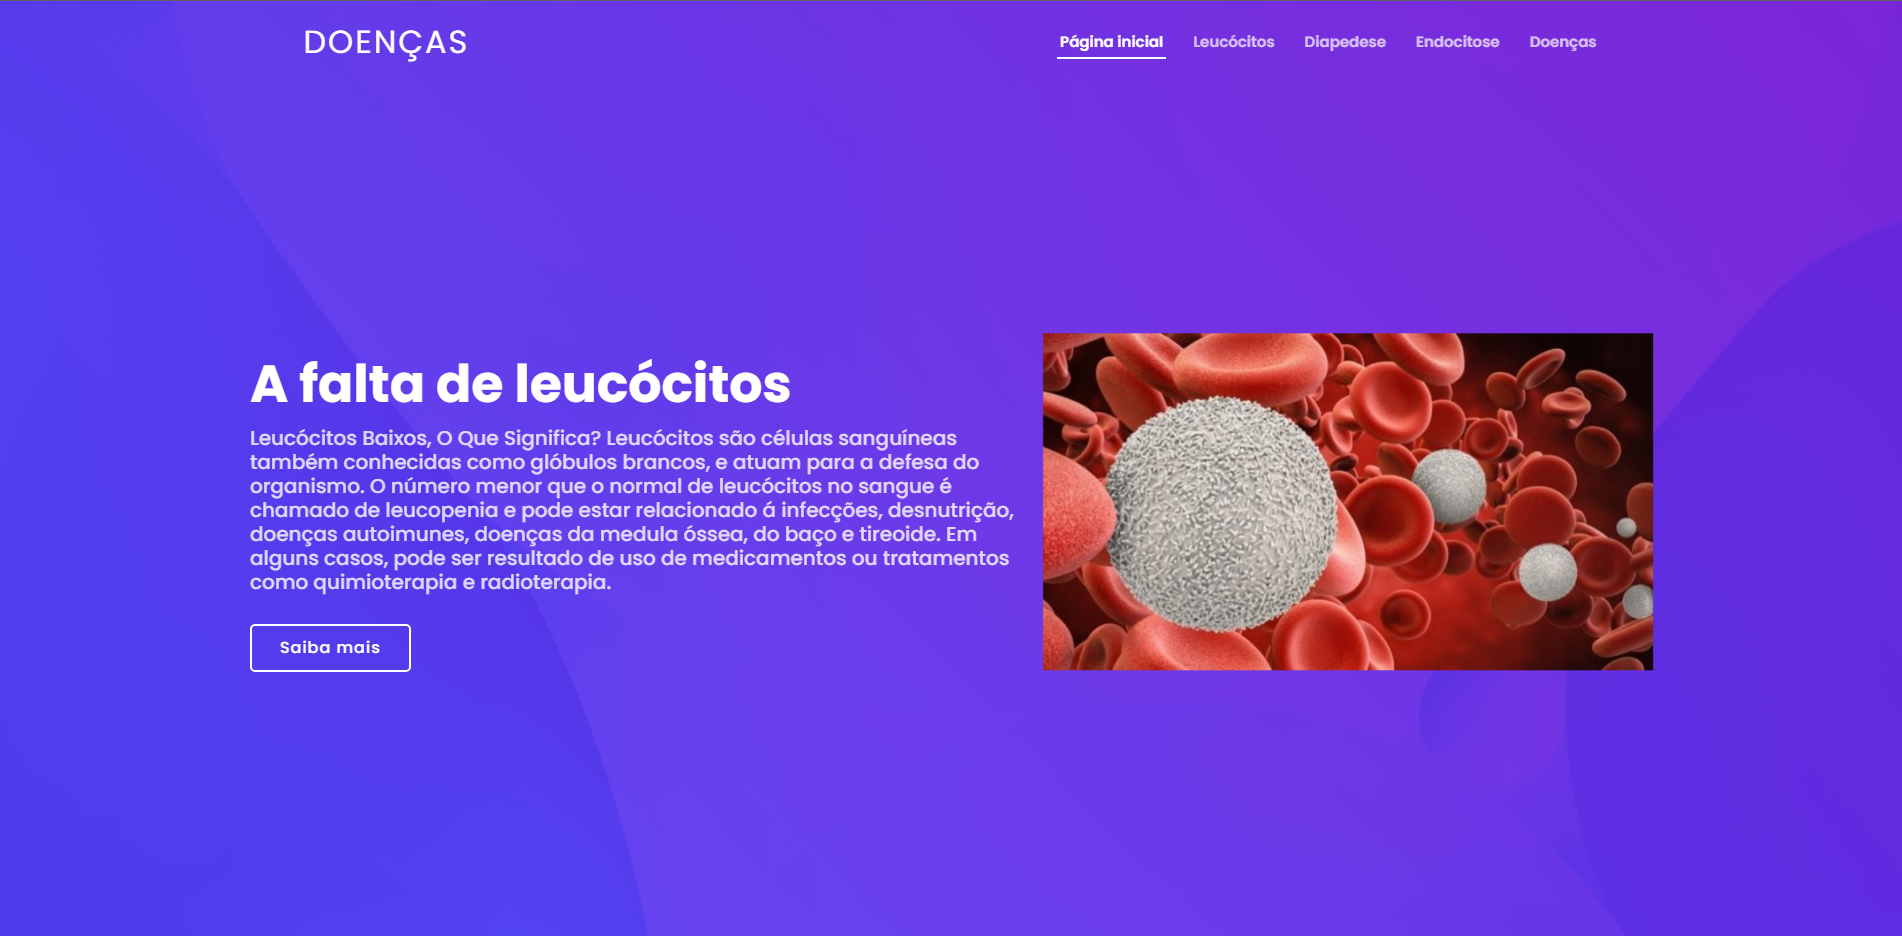 DOENÇAS
Página inicial Leucócitos Diapedese Endocitose Doenças
A falta de leucócitos
Leucócitos Baixos, O Que Significa? Leucócitos são células sanguíneas
também conhecidas como glóbulos brancos, e atuam para a defesa do
organismo. O número menor que o normal de leucócitos no sangue é
chamado de leucopenia e pode estar relacionado á infecções, desnutrição,
doenças autoimunes, doenças da medula óssea, do baço e tireoide. Em
alguns casos, pode ser resultado de uso de medicamentos ou tratamentos
como quimioterapia e radioterapia.
Saiba mais